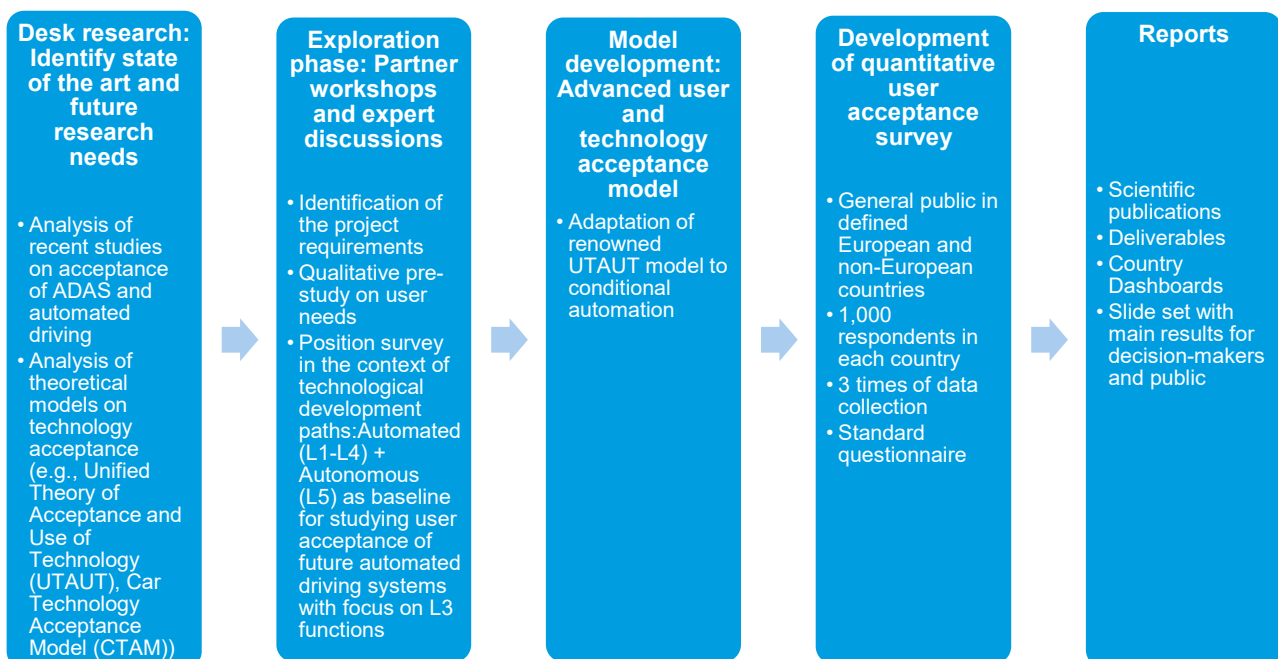 Desk research:
Identify state
of the art and
future
research
needs
• Analysis of
recent studies
on acceptance
of ADAS and
automated
driving
• Analysis of
theoretical
models on
technology
acceptance
(e.g., Unified
Theory of
Acceptance and
Use of
Technology
(UTAUT), Car
Technology
Acceptance
Model (CTAM))
Exploration
phase: Partner
workshops
and expert
discussions
• Identification of
the project
requirements
• Qualitative pre-
study on user
needs
• Position survey
in the context of
technological
development
paths:Automated
(L1-L4) +
Autonomous
(L5) as baseline
for studying user
acceptance of
future automated
driving systems
with focus on L3
functions
Model
development:
Advanced user
and
technology
acceptance
model
• Adaptation of
renowned
UTAUT model to
conditional
automation
Development
of quantitative
user
acceptance
survey
• General public in
defined
European and
non-European
countries
• 1,000
respondents in
each country
• 3 times of data
collection
• Standard
questionnaire
Reports
• Scientific
publications
• Deliverables
• Country
Dashboards
• Slide set with
main results for
decision-makers
and public